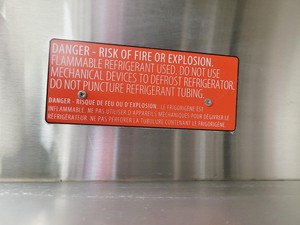 DANGER - RISK OF FIRE OR EXPLOSION.
FLAMMABLE REFRIGERANT USED. DO NOT USE
MECHANICAL DEVICES TO DEFROST REFRIGERATOR.
DO NOT PUNCTURE REFRIGERANT TUBING.
DANGER - RISQUE DE FEU OU D'EXPLOSION. LE FRIGORIGÈNE EST
INFLAMMABLE. NE PAS UTILISER D'APPAREILS MÉCHANIQUES POUR DÉGIVRER LE
RÉFRIGÉRATEUR. NE PAS PERFORER LA TUBULURE CONTENANT LE FRIGORIGÈNE.